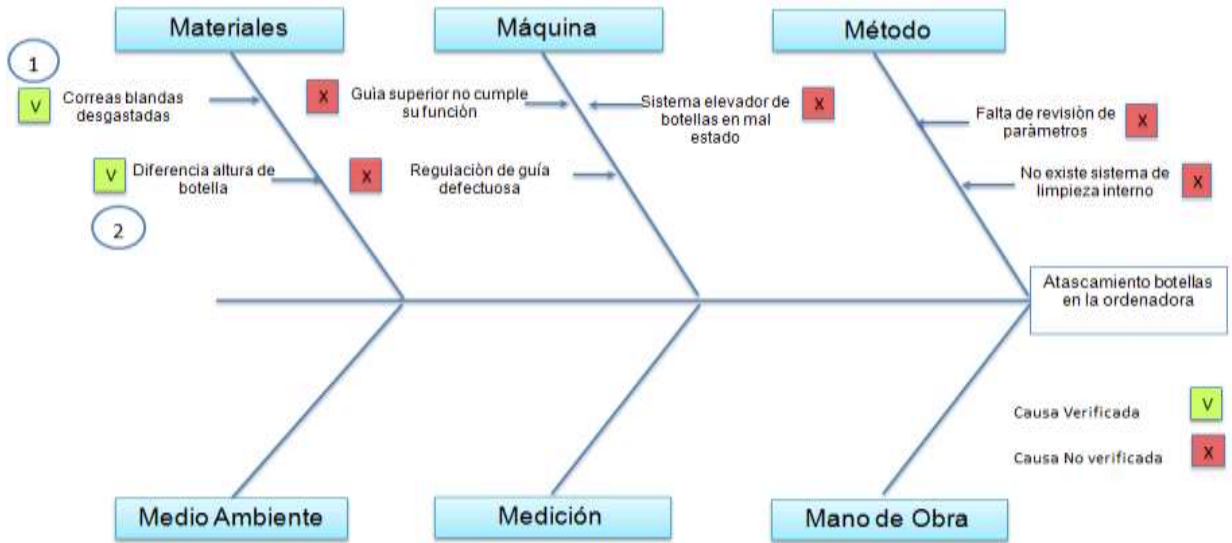 Materiales
Máquina
Método
1
V
Correas blandas
desgastadas
X
Guìa superior no cumple
su funciòn
Sistema elevador de
botellas en mal
estado
X
Falta de revisiòn de
paràmetros
X
V
Diferencia altura de
botella
X
Regulaciòn de guía
defectuosa
No existe sistema de
limpieza interno
X
2
Atascamiento botellas
en la ordenadora
Causa Verificada
V
Causa No verificada
X
Medio Ambiente
Medición
Mano de Obra